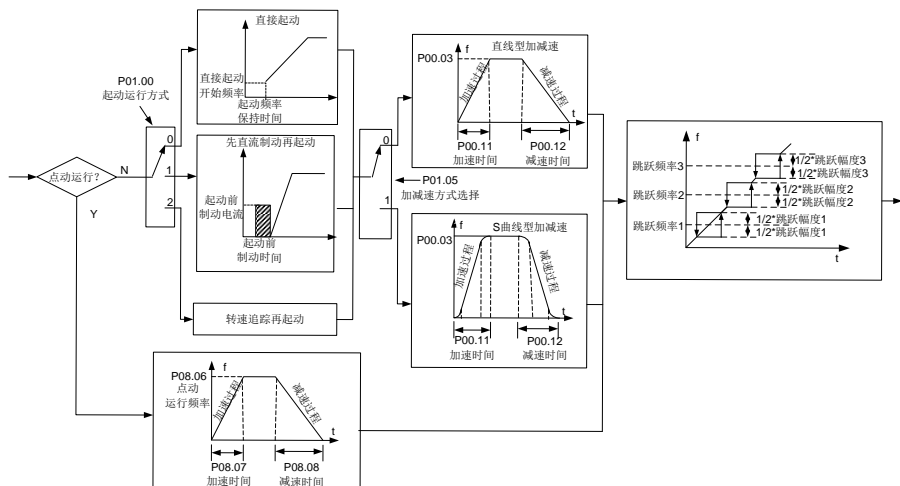 点动运行?
N
Y
P01.00
起动运行方式
0
1
2
直接起动
直接起动
开始频率
起动频率
保持时间
先直流制动再起动
起动前
制动电流
起动前
制动时间
转速追踪再起动
0
1
P01.05
加减速方式选择
直线型加减速
f
P00.03
加速过程
减速过程
t
P00.11
加速时间
P00.12
减速时间
S曲线型加减速
f
P00.03
加速过程
减速过程
t
P00.11
加速时间
P00.12
减速时间
f
P08.06
点动
运行频率
加速过程
减速过程
t
P08.07
加速时间
P08.08
减速时间
f
跳跃频率3
跳跃频率2
跳跃频率1
1/2*跳跃幅度3
1/2*跳跃幅度3
1/2*跳跃幅度2
1/2*跳跃幅度2
1/2*跳跃幅度1
1/2*跳跃幅度1
t